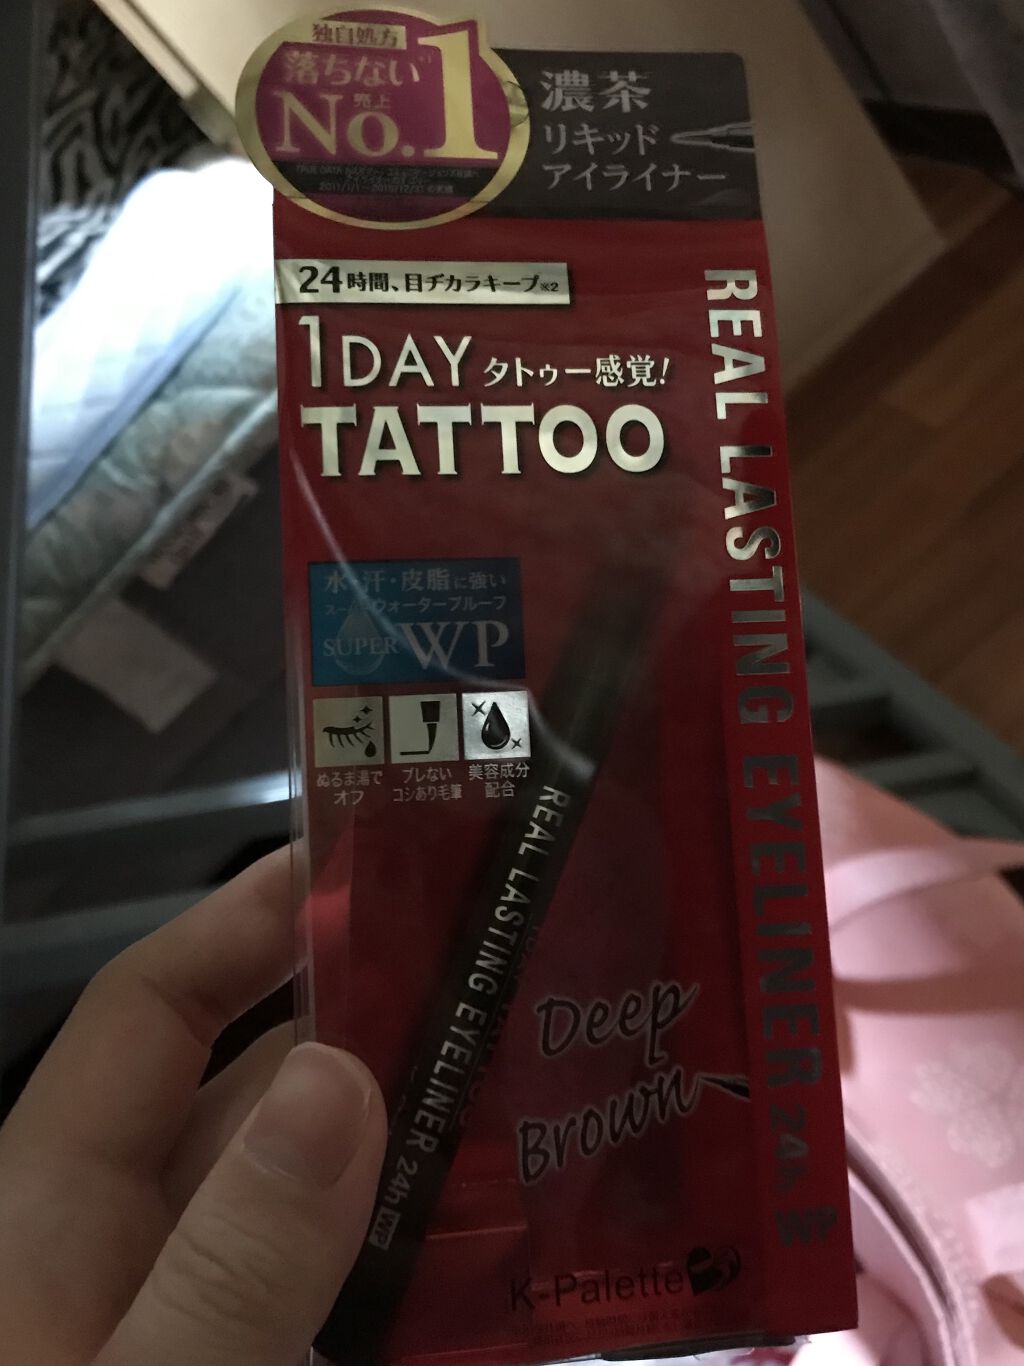 独自処方
落ちない※1
売上
No.1
濃茶
リキッド
アイライナー
24時間、目ヂカラキープ※2
1DAY タトゥー感覚!
TATTOO
REAL LASTING EYELINER 24h WP
水・汗・皮脂に強い
スーパーウォータープルーフ
SUPER WP
ぬるま湯で
オフ
ブレない
コシあり毛筆
美容成分
配合
REAL LASTING EYELINER 24h WP
Deep
Brown
K-Palette